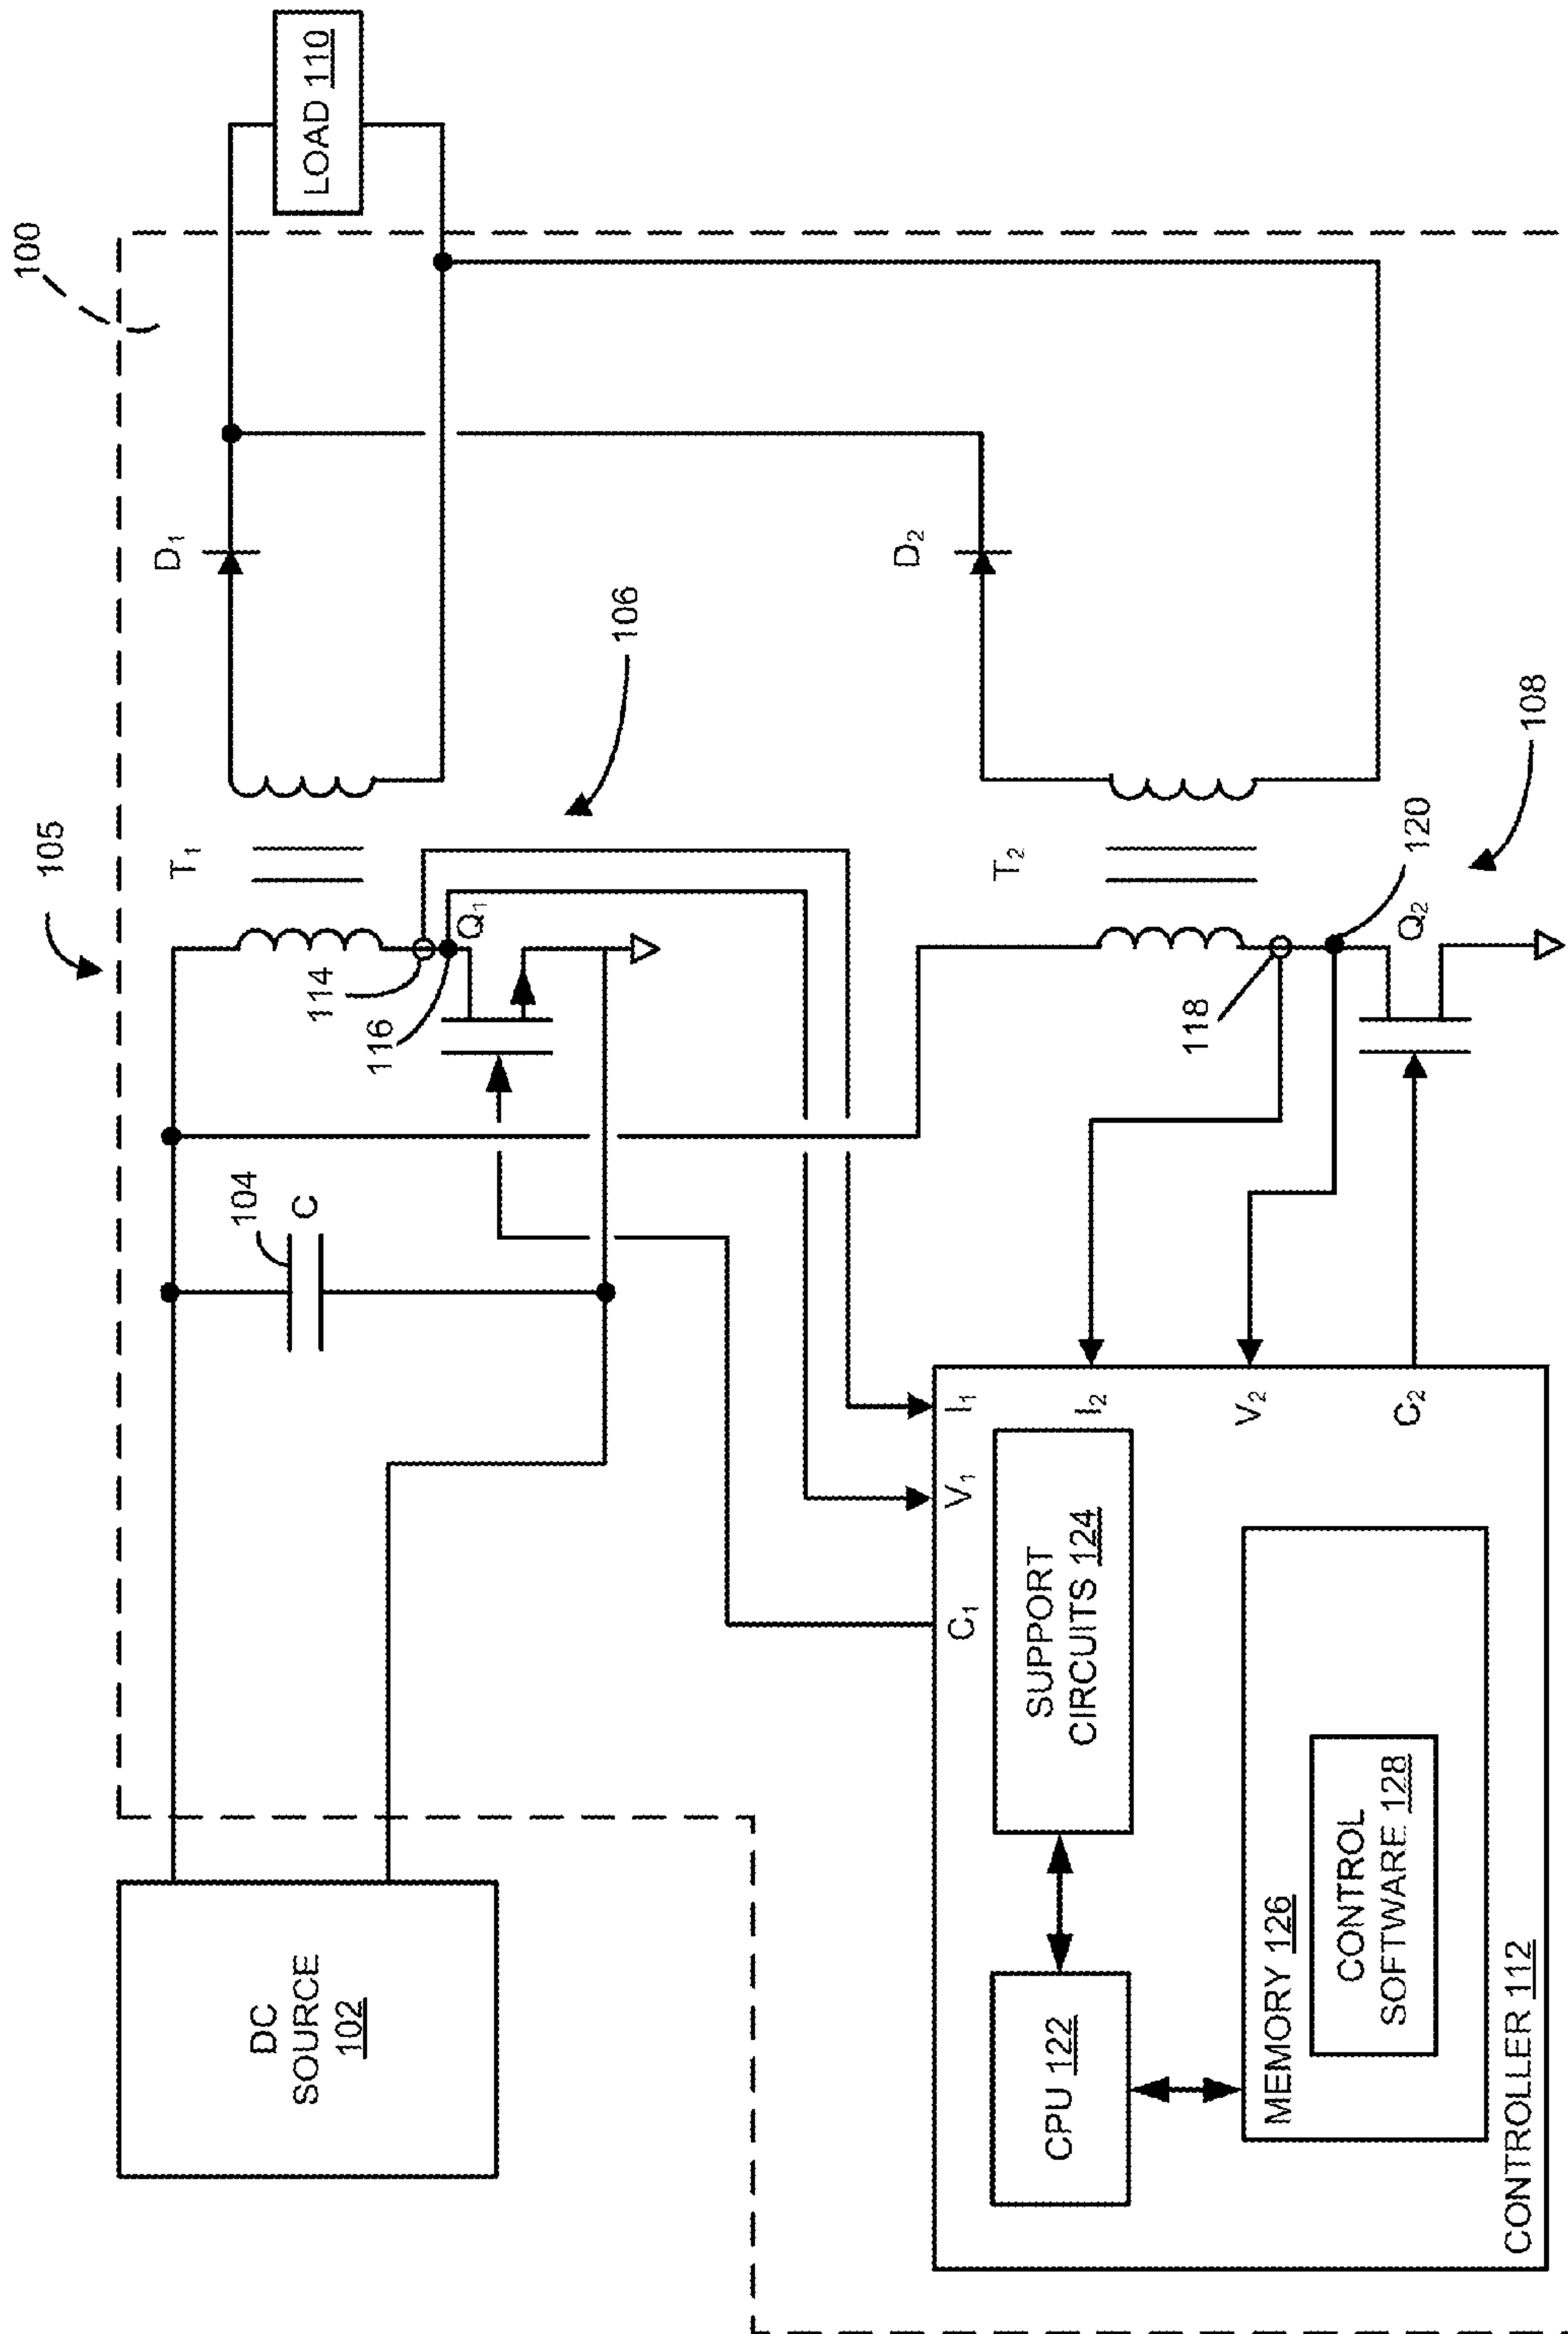 100
105
T₁
D₁
LOAD 110
DC
SOURCE
102
104
C
114
116
Q₁
106
T₂
D₂
118
120
Q₂
108
C₁
V₁
I₁
I₂
V₂
C₂
SUPPORT
CIRCUITS 124
CPU 122
MEMORY 126
CONTROL
SOFTWARE 128
CONTROLLER 112